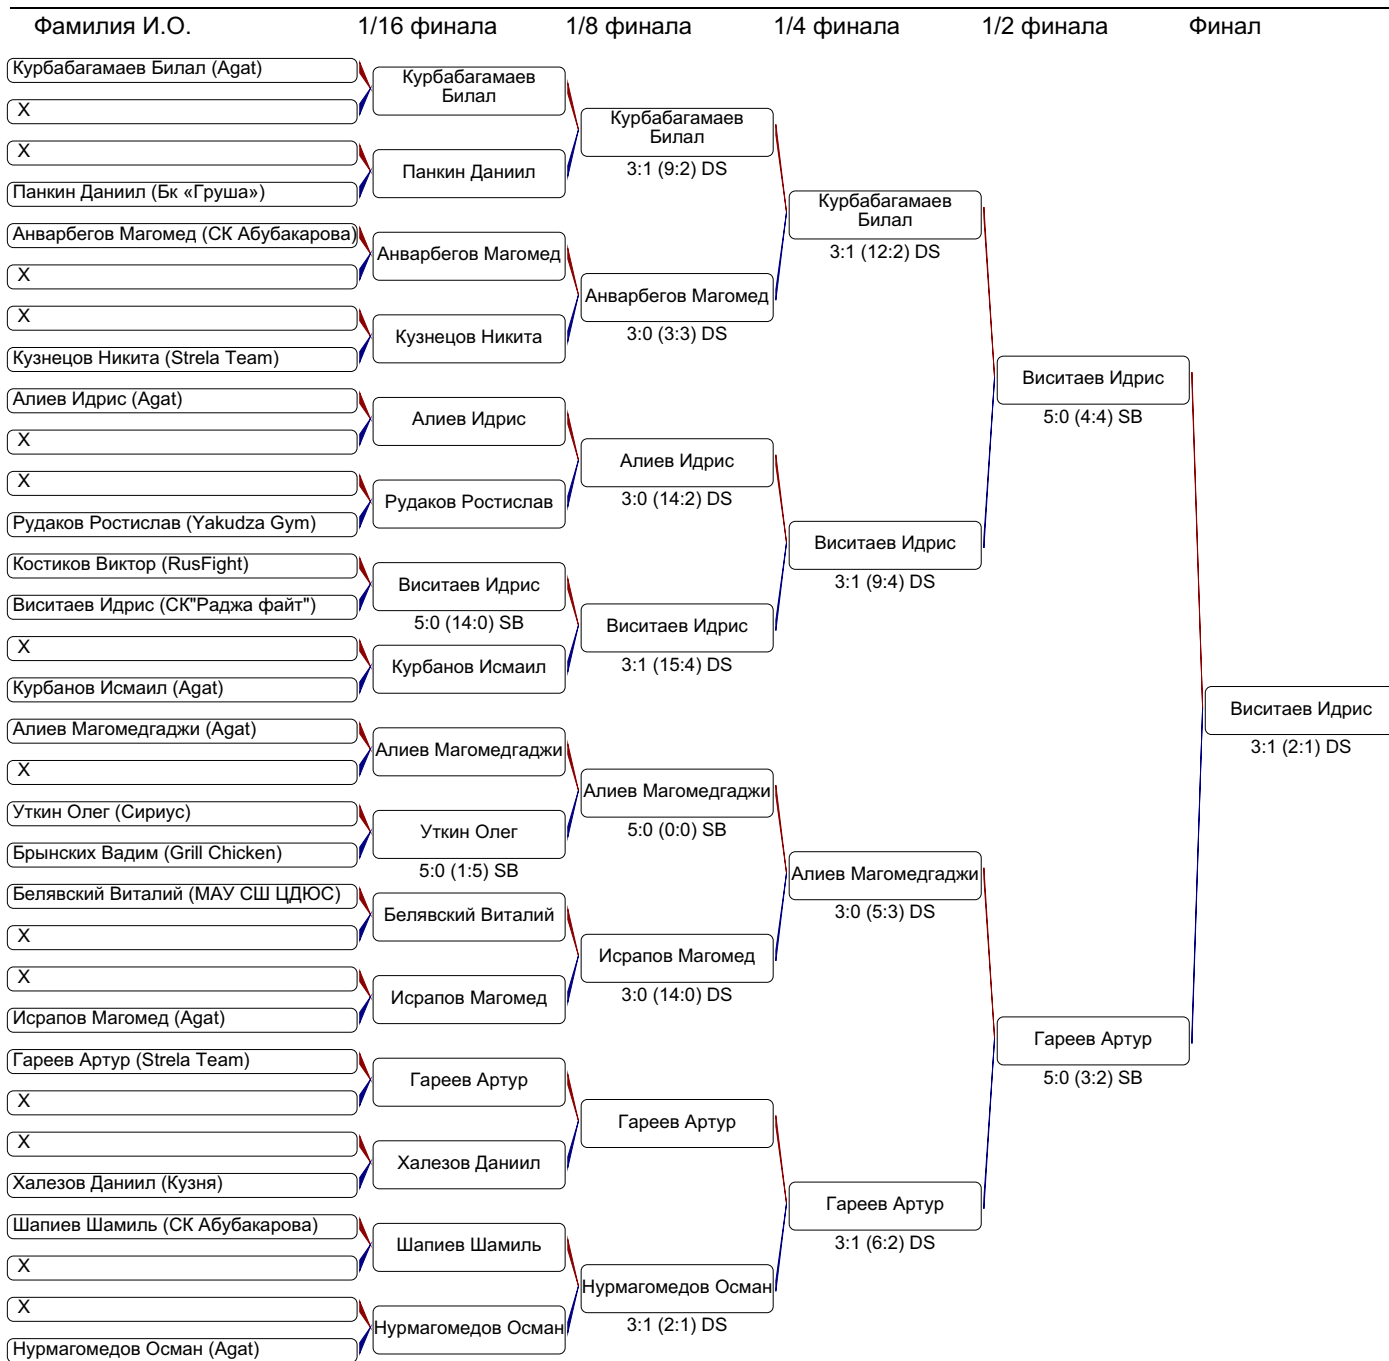 Фамилия И.О.
1/16 финала
1/8 финала
1/4 финала
1/2 финала
Финал
Курбабагамаев Билал (Agat)
X
X
Панкин Даниил (Бк «Груша»)
Анварбегов Магомед (СК Абубакарова)
X
X
Кузнецов Никита (Strela Team)
Алиев Идрис (Agat)
X
X
Рудаков Ростислав (Yakudza Gym)
Костиков Виктор (RusFight)
Виситаев Идрис (СК"Раджа файт")
X
Курбанов Исмаил (Agat)
Алиев Магомедгаджи (Agat)
X
Уткин Олег (Сириус)
Брынских Вадим (Grill Chicken)
Белявский Виталий (МАУ СШ ЦДЮС)
X
X
Исрапов Магомед (Agat)
Гареев Артур (Strela Team)
X
X
Халезов Даниил (Кузня)
Шапиев Шамиль (СК Абубакарова)
X
X
Нурмагомедов Осман (Agat)
Курбабагамаев
Билал
Панкин Даниил
Анварбегов Магомед
Кузнецов Никита
Алиев Идрис
Рудаков Ростислав
Виситаев Идрис
5:0 (14:0) SB
Курбанов Исмаил
Алиев Магомедгаджи
Уткин Олег
5:0 (1:5) SB
Белявский Виталий
Исрапов Магомед
Гареев Артур
Халезов Даниил
Шапиев Шамиль
Нурмагомедов Осман
Курбабагамаев
Билал
3:1 (9:2) DS
Анварбегов Магомед
3:0 (3:3) DS
Алиев Идрис
3:0 (14:2) DS
Виситаев Идрис
3:1 (15:4) DS
Алиев Магомедгаджи
5:0 (0:0) SB
Исрапов Магомед
3:0 (14:0) DS
Гареев Артур
Нурмагомедов Осман
3:1 (2:1) DS
Курбабагамаев
Билал
3:1 (12:2) DS
Виситаев Идрис
3:1 (9:4) DS
Алиев Магомедгаджи
3:0 (5:3) DS
Гареев Артур
3:1 (6:2) DS
Виситаев Идрис
5:0 (4:4) SB
Гареев Артур
5:0 (3:2) SB
Виситаев Идрис
3:1 (2:1) DS